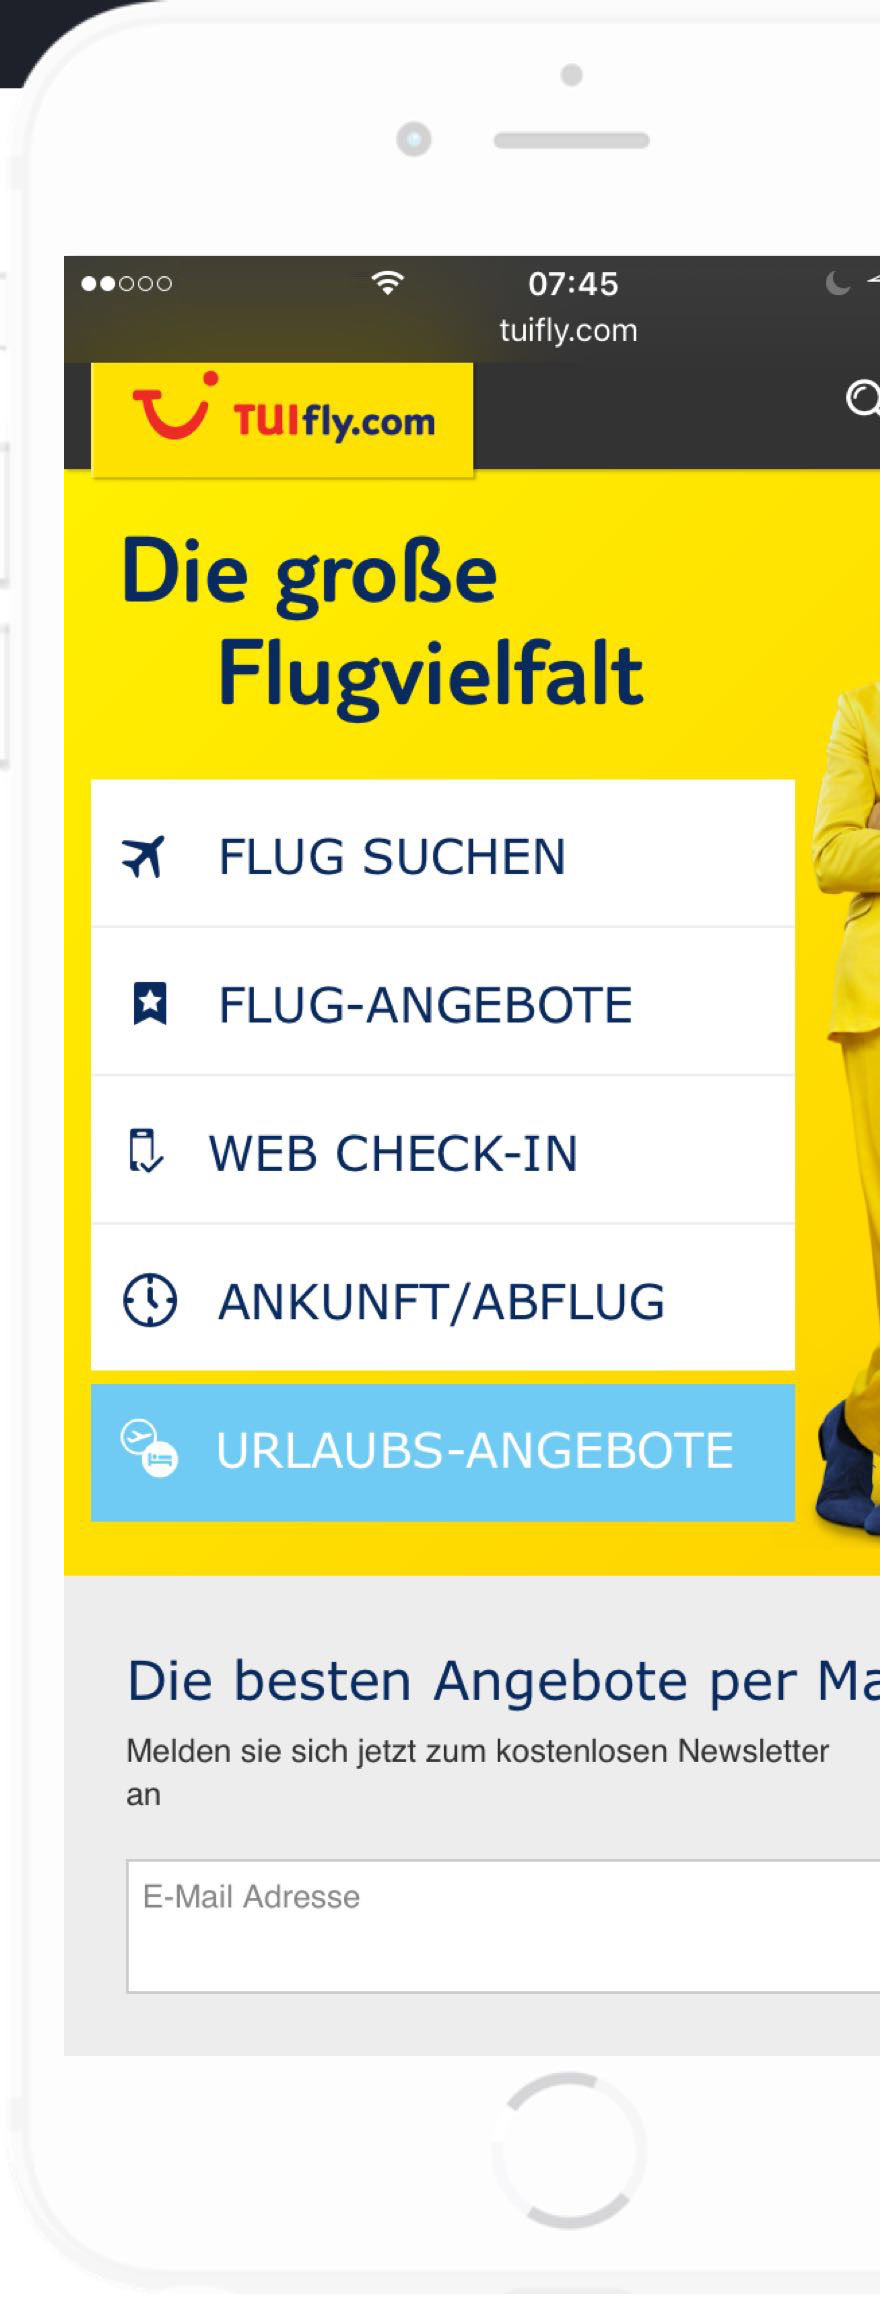 07:45
tuifly.com
TUIfly.com
Die große
Flugvielfalt
FLUG SUCHEN
FLUG-ANGEBOTE
WEB CHECK-IN
ANKUNFT/ABFLUG
URLAUBS-ANGEBOTE
Die besten Angebote per Ma
Melden sie sich jetzt zum kostenlosen Newsletter
an
E-Mail Adresse